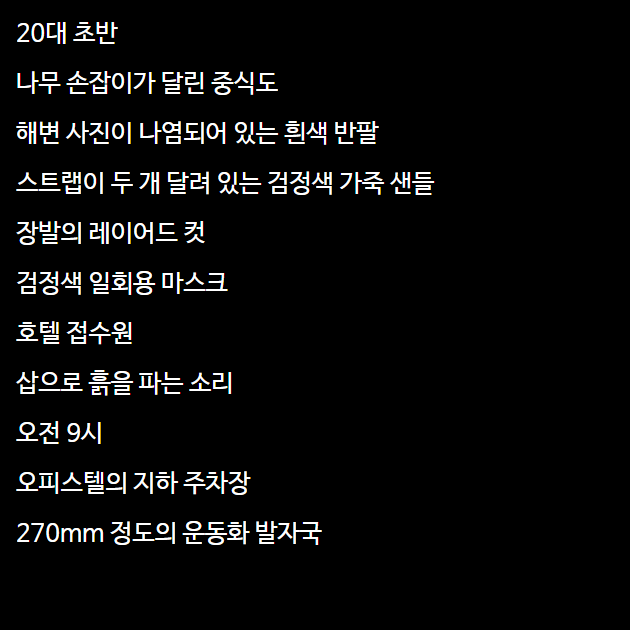 20대 초반
나무 손잡이가 달린 중식도
해변 사진이 나염되어 있는 흰색 반팔
스트랩이 두 개 달려 있는 검정색 가죽 샌들
장발의 레이어드 컷
검정색 일회용 마스크
호텔 접수원
삽으로 흙을 파는 소리
오전 9시
오피스텔의 지하 주차장
270mm 정도의 운동화 발자국